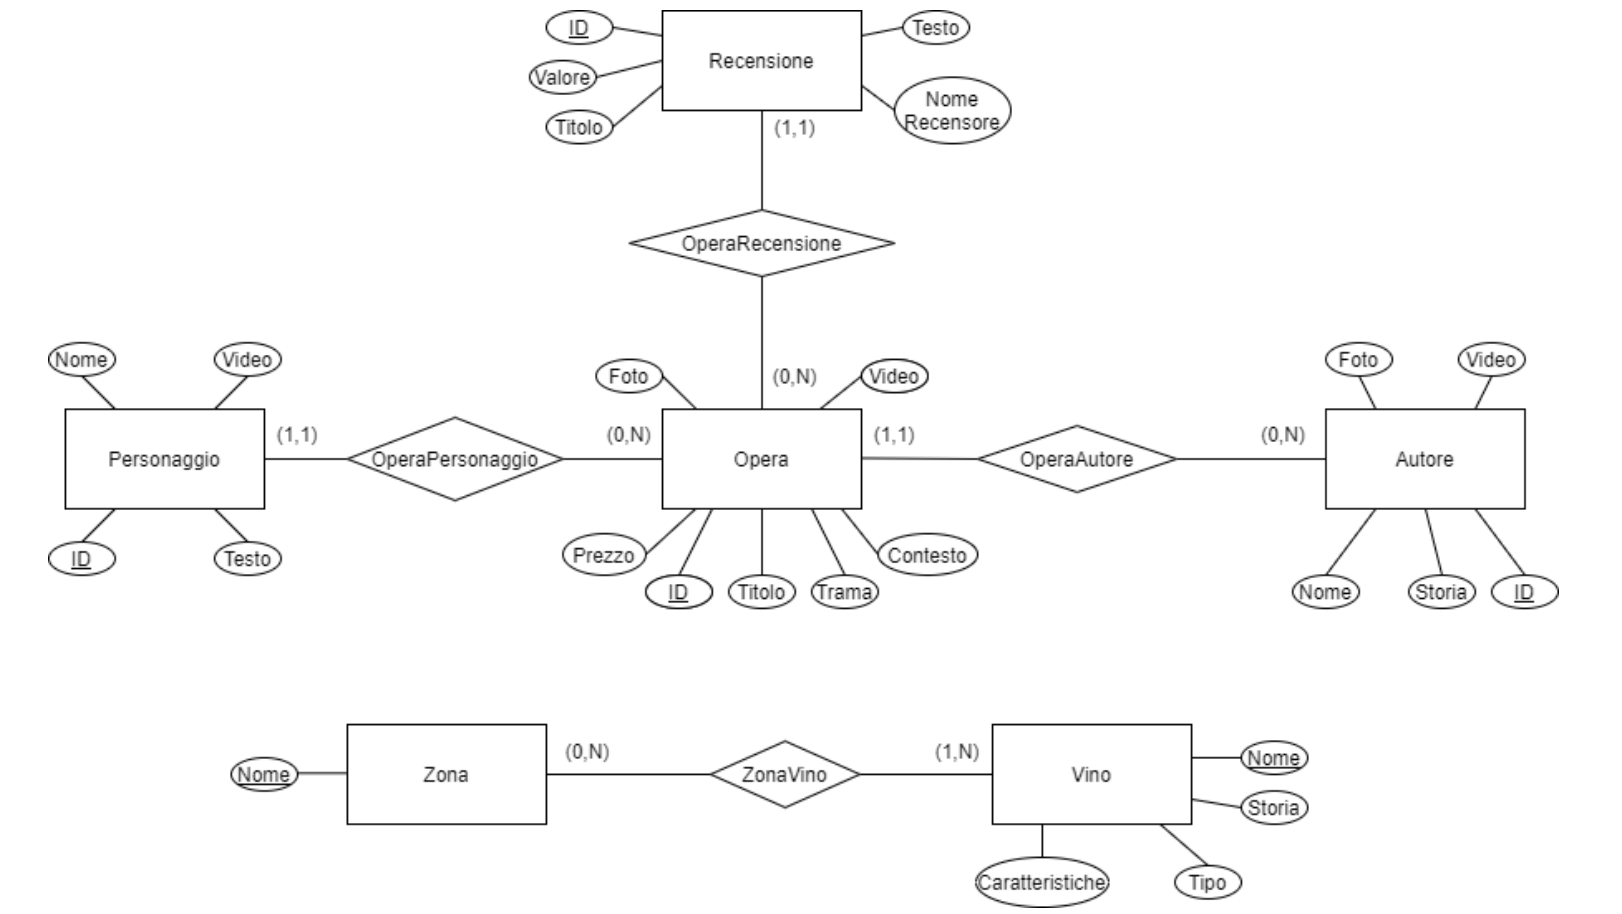 ID
Testo
Recensione
Valore
Nome
Recensore
Titolo
(1,1)
OperaRecensione
Nome
Video
Foto
(0,N)
Video
Foto
Video
(1,1)
(0,N)
(1,1)
(0,N)
Personaggio
OperaPersonaggio
Opera
OperaAutore
Autore
ID
Testo
Prezzo
Contesto
ID
Titolo
Trama
Nome
Storia
ID
(0,N)
(1,N)
Nome
Zona
ZonaVino
Vino
Nome
Storia
Caratteristiche
Tipo